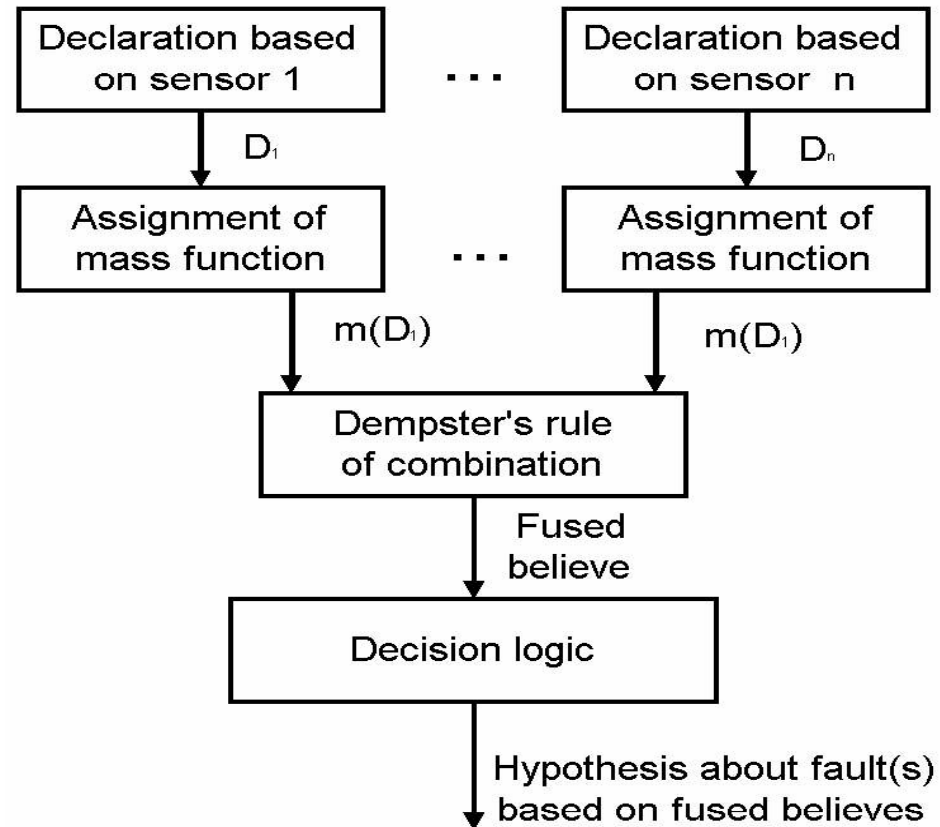 Declaration based
on sensor 1
. . .
Declaration based
on sensor n
D₁
Dₙ
Assignment of
mass function
. . .
Assignment of
mass function
m(D₁)
m(D₁)
Dempster's rule
of combination
Fused
believe
Decision logic
Hypothesis about fault(s)
based on fused believes